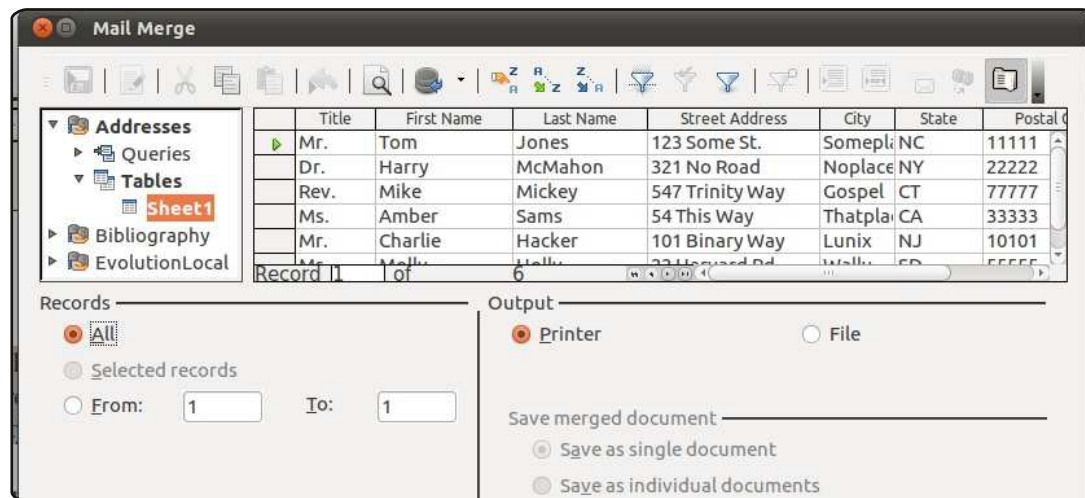 Mail Merge
Addresses
Queries
Tables
Sheet1
Bibliography
EvolutionLocal
Title First Name Last Name Street Address City State Postal
Mr. Tom Jones 123 Some St. Somepla NC 11111
Dr. Harry McMahon 321 No Road Noplace NY 22222
Rev. Mike Mickey 547 Trinity Way Gospel CT 77777
Ms. Amber Sams 54 This Way Thatpla CA 33333
Mr. Charlie Hacker 101 Binary Way Lunix NJ 10101
Record 1 of 6
Records
All
Selected records
From: 1 To: 1
Output
Printer File
Save merged document
Save as single document
Save as individual documents